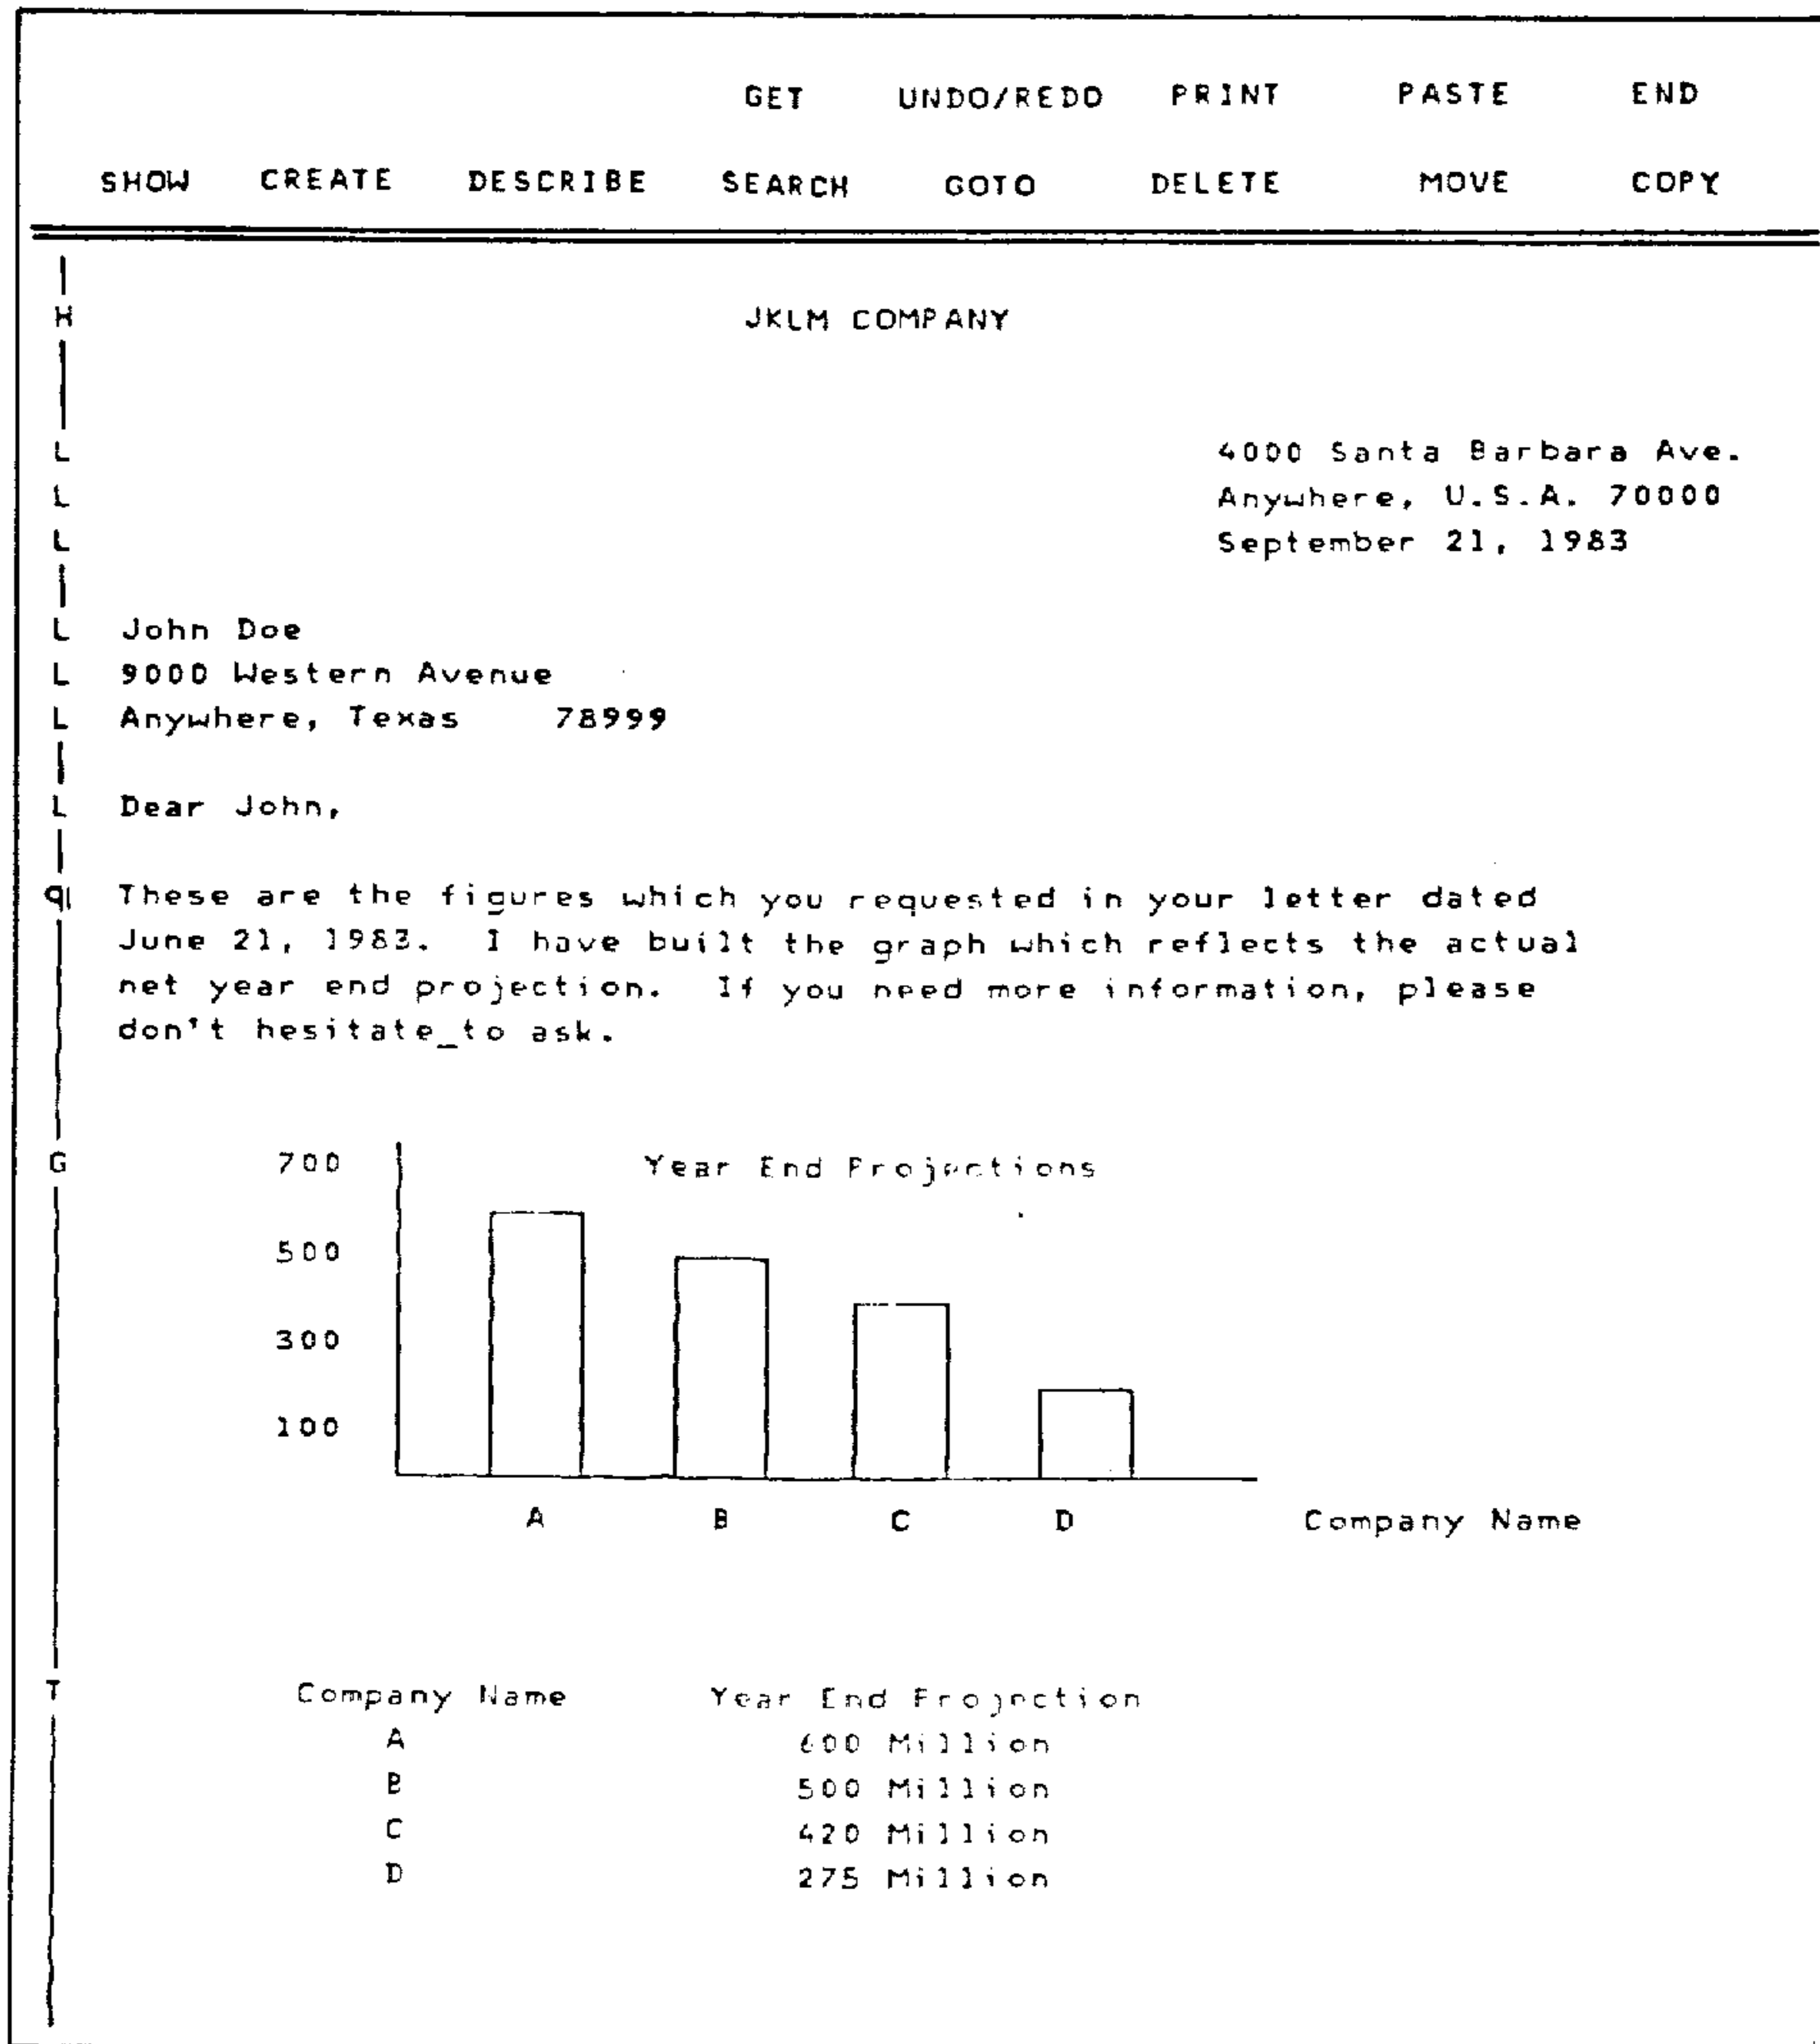 GET UNDO/REDO PRINT PASTE END
SHOW CREATE DESCRIBE SEARCH GOTO DELETE MOVE COPY
H JKLM COMPANY
L 4000 Santa Barbara Ave.
L Anywhere, U.S.A. 70000
L September 21, 1983
L John Doe
L 9000 Western Avenue
L Anywhere, Texas 78999
L Dear John,
¶ These are the figures which you requested in your letter dated
June 21, 1983. I have built the graph which reflects the actual
net year end projection. If you need more information, please
don't hesitate_to ask.
G 700 Year End Projections
500
300
100
A B C D Company Name
T Company Name Year End Projection
A 600 Million
B 500 Million
C 420 Million
D 275 Million